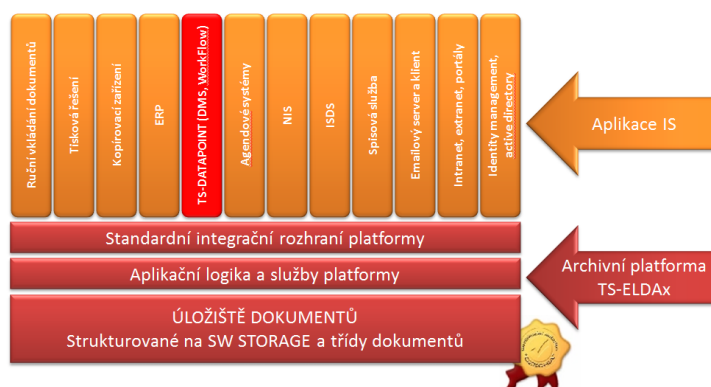 Ruční vkládání dokumentů
Tisková řešení
Kopírovací zařízení
ERP
TS-DATAPOINT (DMS, WorkFlow)
Agendové systémy
NIS
ISDS
Spisová služba
Emailový server a klient
Intranet, extranet, portály
Identity management,
active directory
Aplikace IS
Standardní integrační rozhraní platformy
Aplikační logika a služby platformy
Archivní platforma
TS-ELDAx
ÚLOŽIŠTĚ DOKUMENTŮ
Strukturované na SW STORAGE a třídy dokumentů